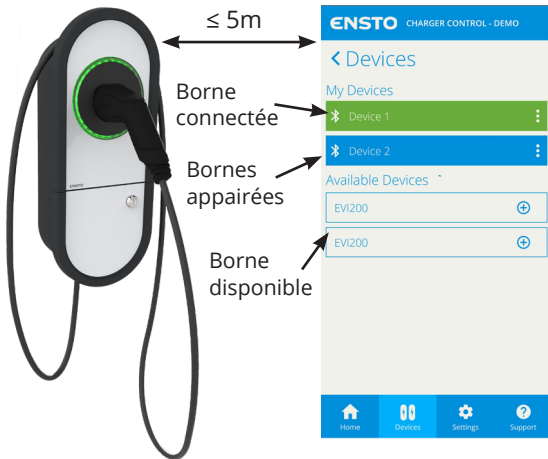 ≤ 5m
ENSTO CHARGER CONTROL - DEMO
Devices
My Devices
Borne
connectée
Device 1
Device 2
Bornes
appairées
Available Devices
EVI200
EVI200
Borne
disponible
ensto
Home
Devices
Settings
Support